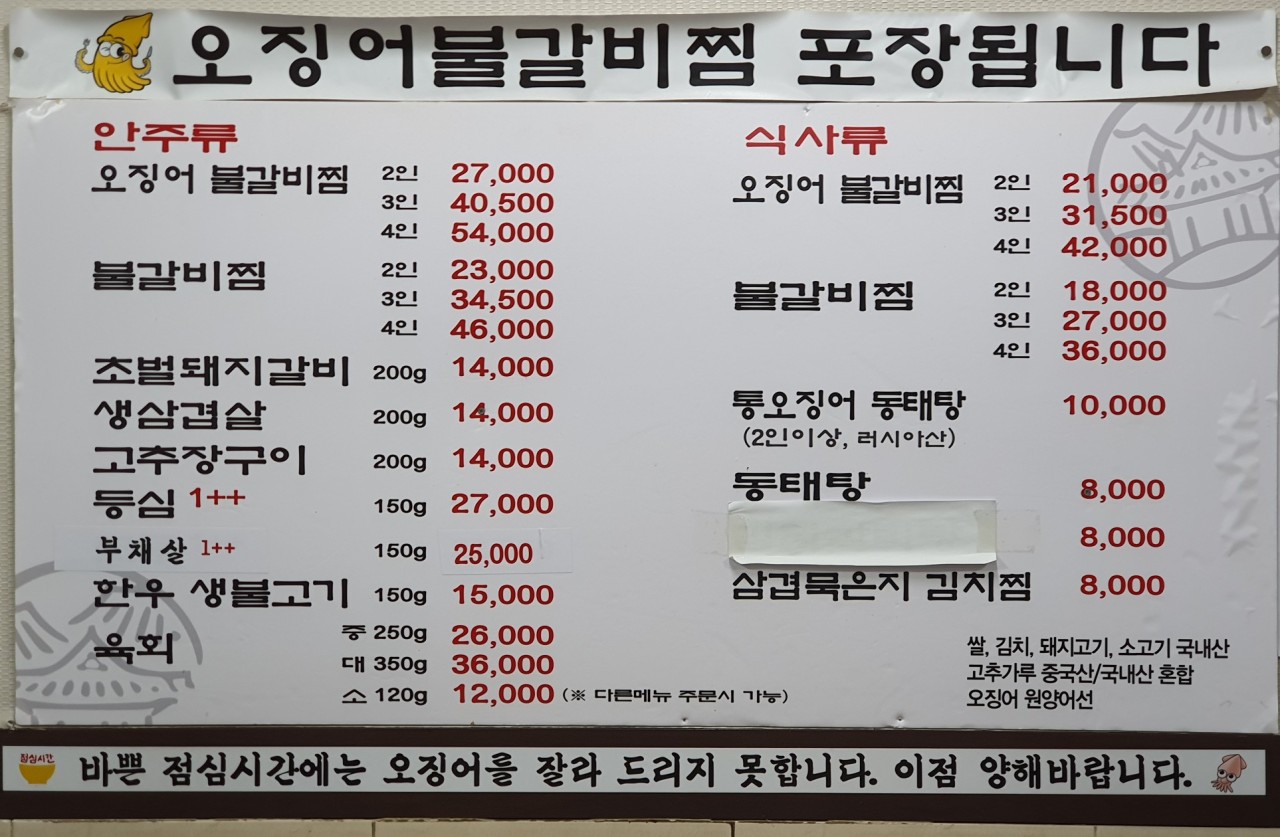 오징어불갈비찜 포장됩니다
안주류
오징어 불갈비찜 2인 27,000
3인 40,500
4인 54,000
불갈비찜 2인 23,000
3인 34,500
4인 46,000
초벌돼지갈비 200g 14,000
생삼겹살 200g 14,000
고추장구이 200g 14,000
등심 1++ 150g 27,000
부채살 1++ 150g 25,000
한우 생불고기 150g 15,000
육회 중 250g 26,000
대 350g 36,000
소 120g 12,000 (※ 다른메뉴 주문시 가능)
식사류
오징어 불갈비찜 2인 21,000
3인 31,500
4인 42,000
불갈비찜 2인 18,000
3인 27,000
4인 36,000
통오징어 동태탕 10,000
(2인이상, 러시아산)
동태탕 8,000
8,000
삼겹묵은지 김치찜 8,000
쌀, 김치, 돼지고기, 소고기 국내산
고추가루 중국산/국내산 혼합
오징어 원양어선
점심시간
바쁜 점심시간에는 오징어를 잘라 드리지 못합니다. 이점 양해바랍니다.